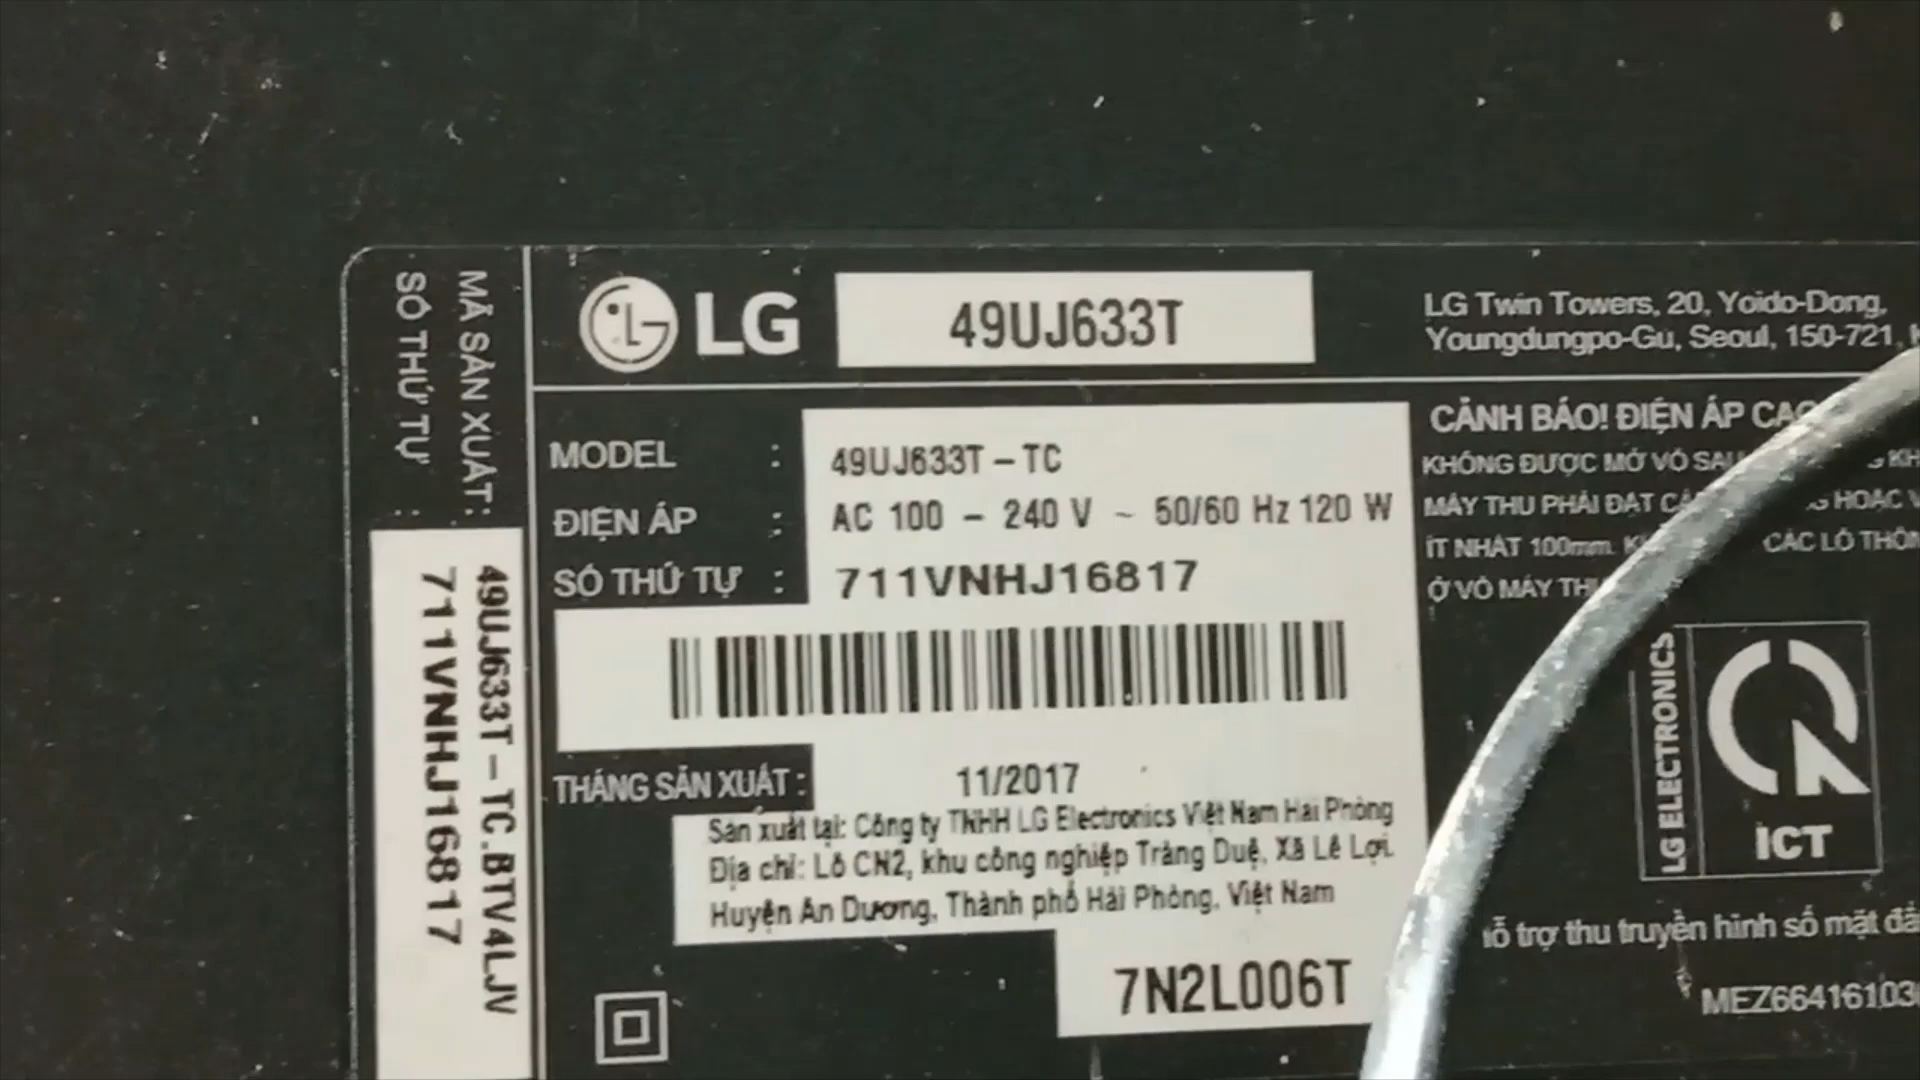 MÃ SẢN XUẤT:
SỐ THỨ TỰ :
49UJ633T-TC.BTV4LJV
711VNHJ16817
LG
49UJ633T
LG Twin Towers, 20, Yoido-Dong,
Youngdungpo-Gu, Seoul, 150-721,
MODEL : 49UJ633T-TC
ĐIỆN ÁP : AC 100 - 240 V ~ 50/60 Hz 120 W
SỐ THỨ TỰ : 711VNHJ16817
THÁNG SẢN XUẤT: 11/2017
Sản xuất tại: Công ty TNHH LG Electronics Việt Nam Hải Phòng
Địa chỉ: Lô CN2, khu công nghiệp Tràng Duệ, Xã Lê Lợi,
Huyện An Dương, Thành phố Hải Phòng, Việt Nam
7N2L006T
CẢNH BÁO! ĐIỆN ÁP
KHÔNG ĐƯỢC MỞ VỎ
MÁY THU PHẢI ĐẶT HOẶC
ÍT NHẤT 100mm. CÁC LỖ
Ở VỎ MÁY
LG ELECTRONICS
ICT
trợ thu truyền hình số mặt